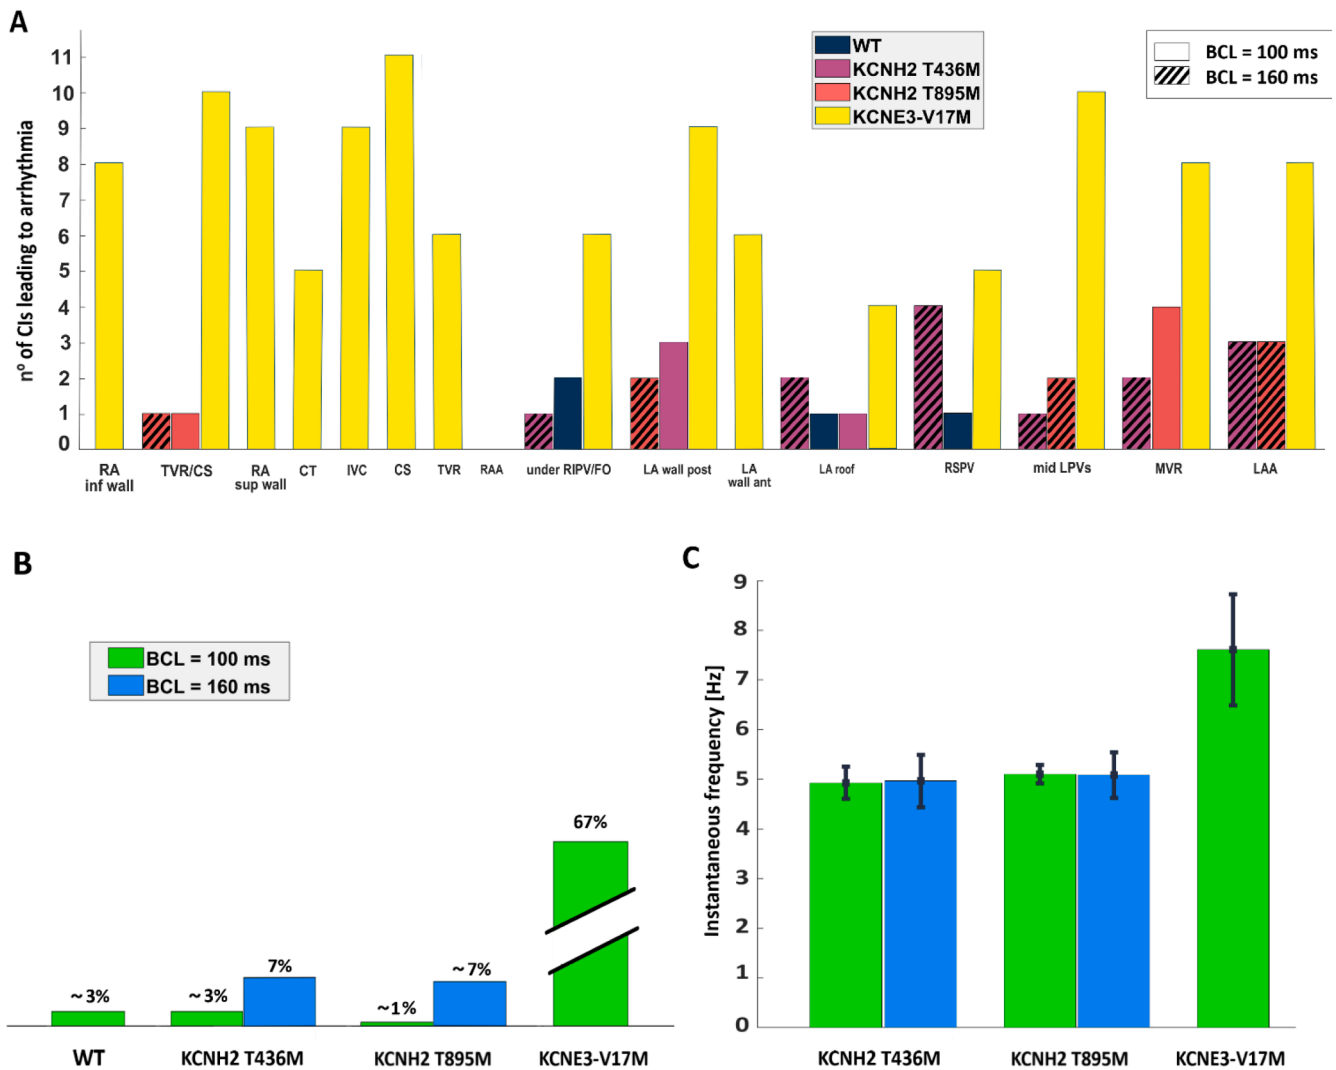 A
nº of CIs leading to arrhythmia
11
10
9
8
7
6
5
4
3
2
1
0
WT
KCNH2 T436M
KCNH2 T895M
KCNE3-V17M
BCL = 100 ms
BCL = 160 ms
RA
inf wall
TVR/CS
RA
sup wall
CT
IVC
CS
TVR
RAA
under RIPV/FO
LA wall post
LA
wall ant
LA roof
RSPV
mid LPVs
MVR
LAA
B
BCL = 100 ms
BCL = 160 ms
~3%
~3%
7%
~1%
~7%
67%
WT
KCNH2 T436M
KCNH2 T895M
KCNE3-V17M
C
Instantaneous frequency [Hz]
9
8
7
6
5
4
3
2
1
0
KCNH2 T436M
KCNH2 T895M
KCNE3-V17M